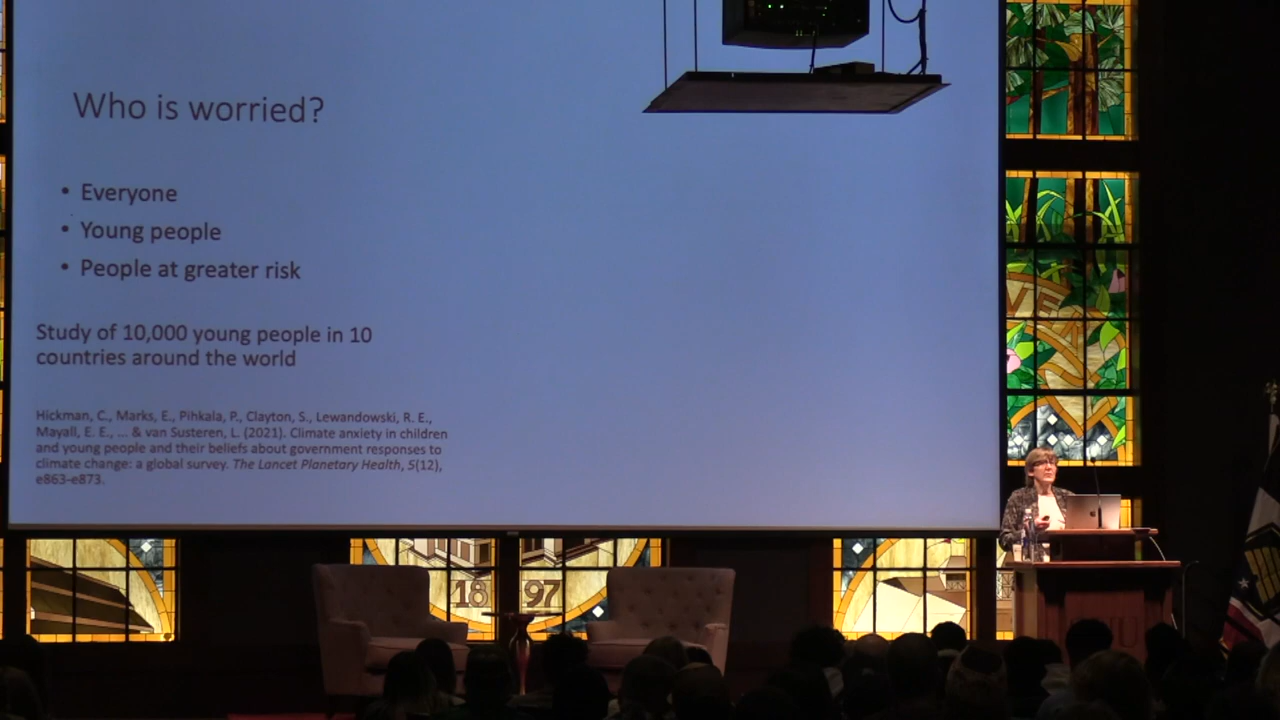 Who is worried?
• Everyone
• Young people
• People at greater risk
Study of 10,000 young people in 10
countries around the world
Hickman, C., Marks, E., Pihkala, P., Clayton, S., Lewandowski, R. E.,
Mayall, E. E., ... & van Susteren, L. (2021). Climate anxiety in children
and young people and their beliefs about government responses to
climate change: a global survey. The Lancet Planetary Health, 5(12),
e863-e873.
VE
1897